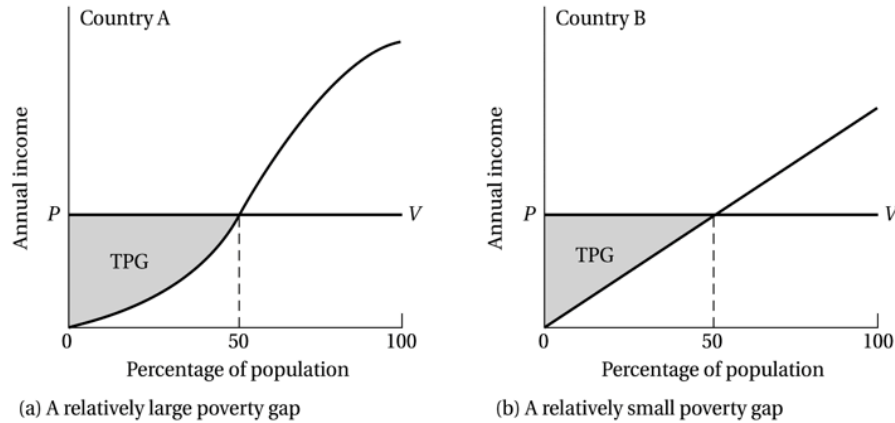 Country A
Annual income
P
V
TPG
0
50
100
Percentage of population
(a) A relatively large poverty gap
Country B
Annual income
P
V
TPG
0
50
100
Percentage of population
(b) A relatively small poverty gap